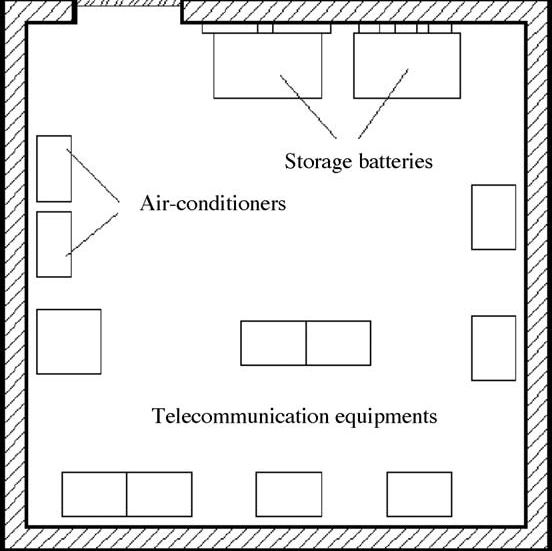 Storage batteries
Air-conditioners
Telecommunication equipments